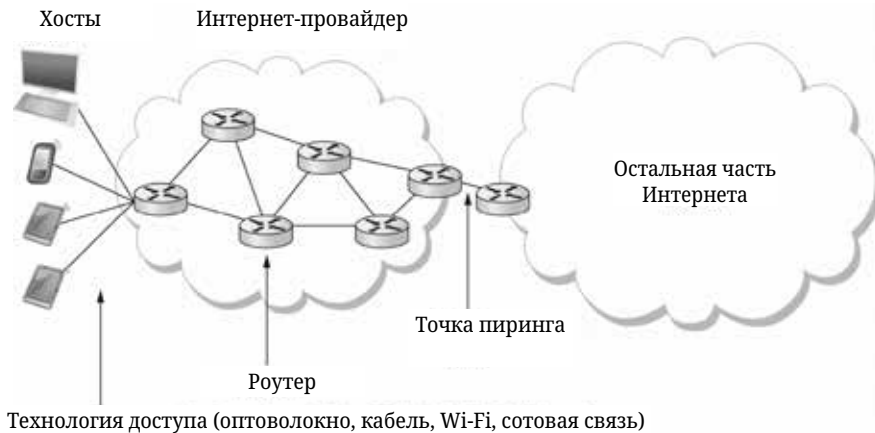 Хосты
Интернет-провайдер
Остальная часть
Интернета
Точка пиринга
Роутер
Технология доступа (оптоволокно, кабель, Wi-Fi, сотовая связь)